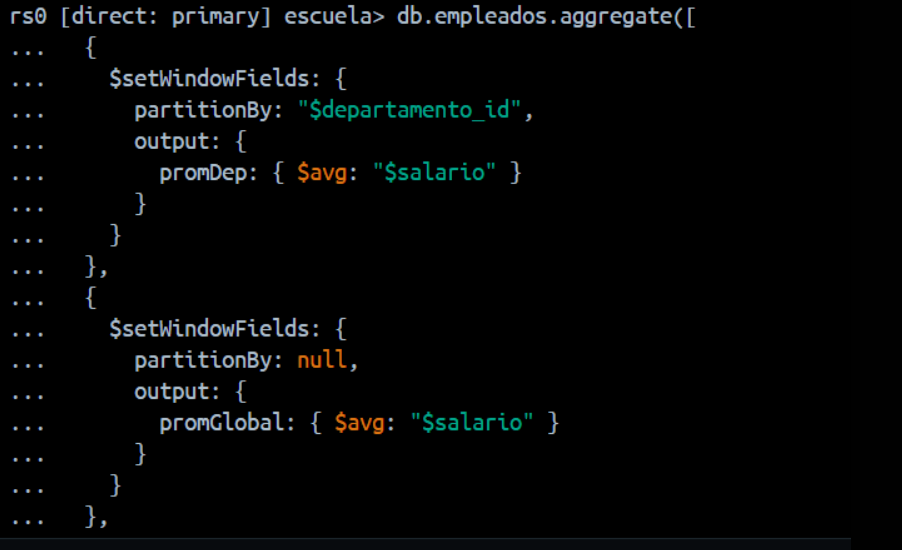 rs0 [direct: primary] escuela> db.empleados.aggregate([
...   {
...     $setWindowFields: {
...       partitionBy: "$departamento_id",
...       output: {
...         promDep: { $avg: "$salario" }
...       }
...     }
...   },
...   {
...     $setWindowFields: {
...       partitionBy: null,
...       output: {
...         promGlobal: { $avg: "$salario" }
...       }
...     }
...   },